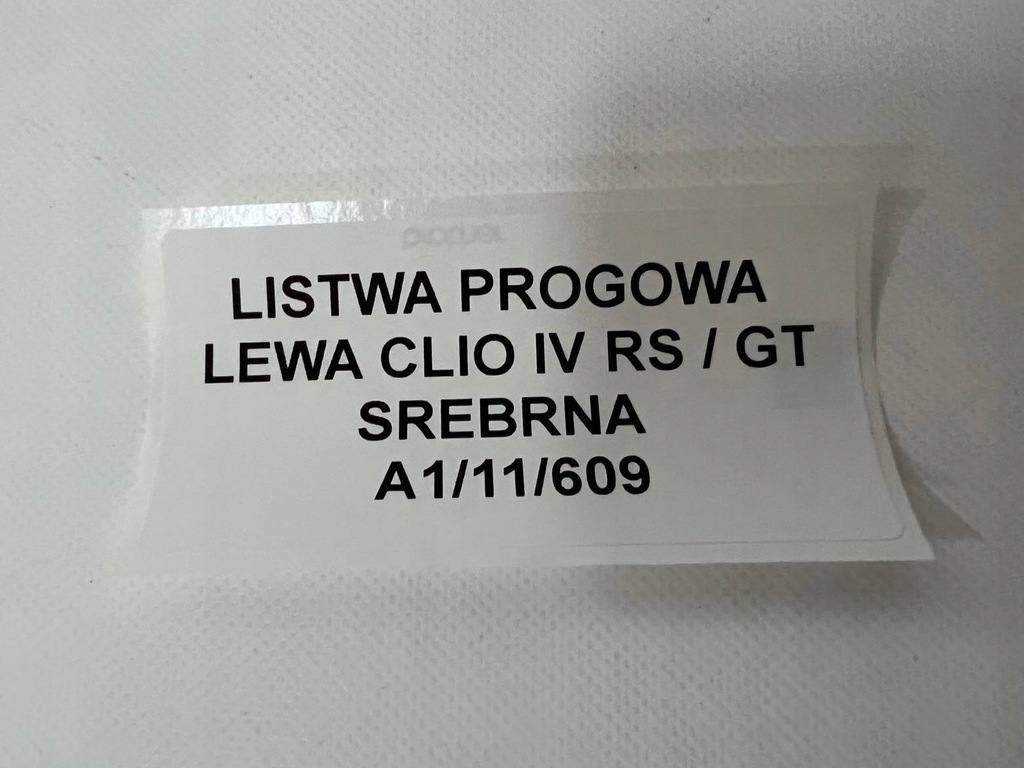 LISTWA PROGOWA
LEWA CLIO IV RS / GT
SREBRNA
A1/11/609